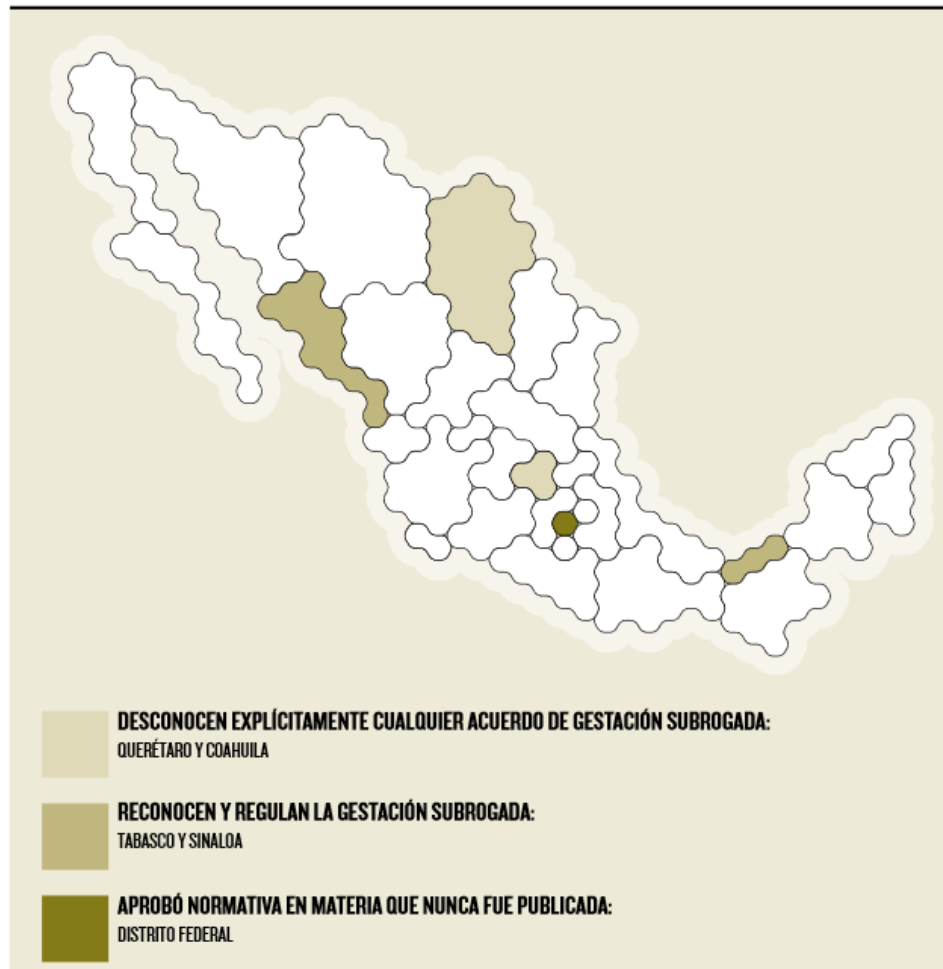 DESCONOCEN EXPLÍCITAMENTE CUALQUIER ACUERDO DE GESTACIÓN SUBROGADA:
QUERÉTARO Y COAHUILA
RECONOCEN Y REGULAN LA GESTACIÓN SUBROGADA:
TABASCO Y SINALOA
APROBÓ NORMATIVA EN MATERIA QUE NUNCA FUE PUBLICADA:
DISTRITO FEDERAL